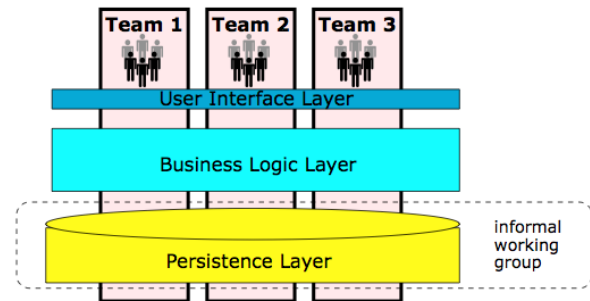 Team 1
Team 2
Team 3
User Interface Layer
Business Logic Layer
Persistence Layer
informal
working
group